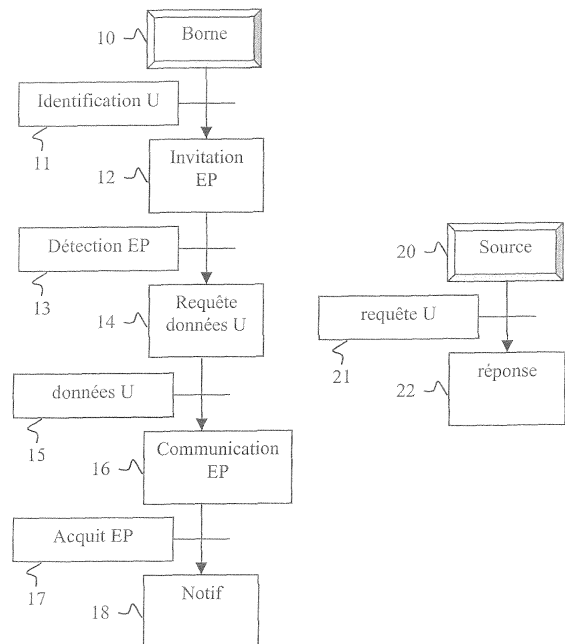 10
Borne
Identification U
11
12
Invitation
EP
Détection EP
13
14
Requête
données U
données U
15
16
Communication
EP
Acquit EP
17
18
Notif
20
Source
requête U
21
22
réponse